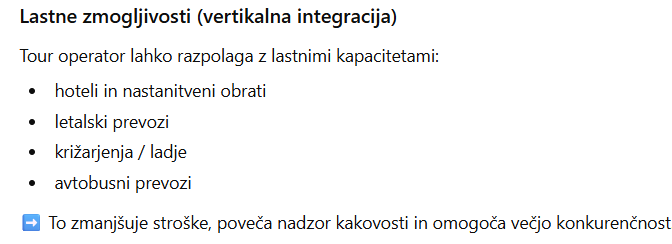 Lastne zmogljivosti (vertikalna integracija)
Tour operator lahko razpolaga z lastnimi kapacitetami:
• hoteli in nastanitveni obrati
• letalski prevozi
• križarjenja / ladje
• avtobusni prevozi
➡️ To zmanjšuje stroške, poveča nadzor kakovosti in omogoča večjo konkurenčnost